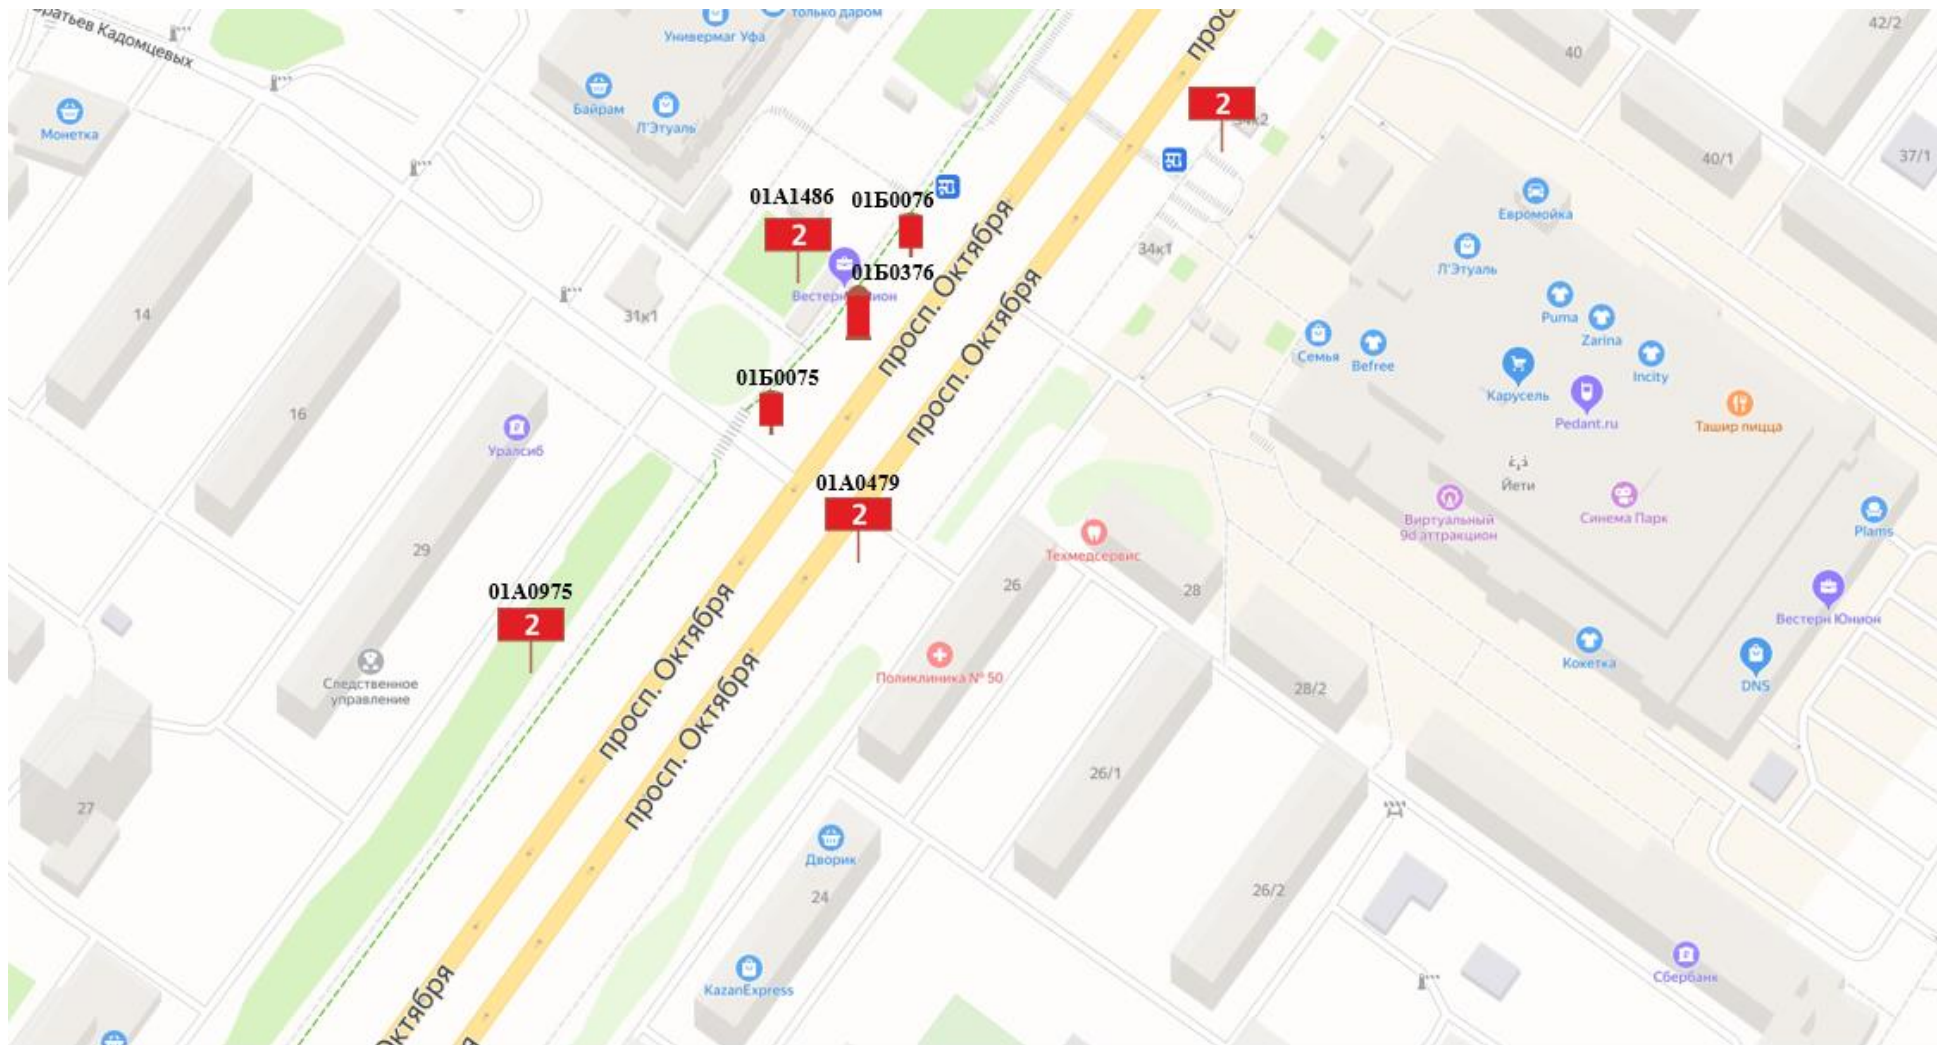 братьев Кадомцевых
только даром
Универмаг Уфа
просп.
40
42/2
Монетка
Байрам
Л'Этуаль
2
40/1
37/1
01А1486
01Б0076
2
Евромойка
просп. Октября
34к1
Л'Этуаль
14
31к1
01Б0376
Вестерн
просп. Октября
Puma
Zarina
Семья
Befree
Incity
01Б0075
Карусель
Pedant.ru
Ташир пицца
16
Уралсиб
01А0479
2
Йети
Виртуальный
9d аттракцион
Синема Парк
Plams
29
Техмедсервис
26
28
01А0975
2
Вестерн Юнион
Кокетка
DNS
Следственное
управление
просп. Октября
просп. Октября
Поликлиника № 50
28/2
26/1
27
Дворик
24
26/2
KazanExpress
Сбербанк
Октября